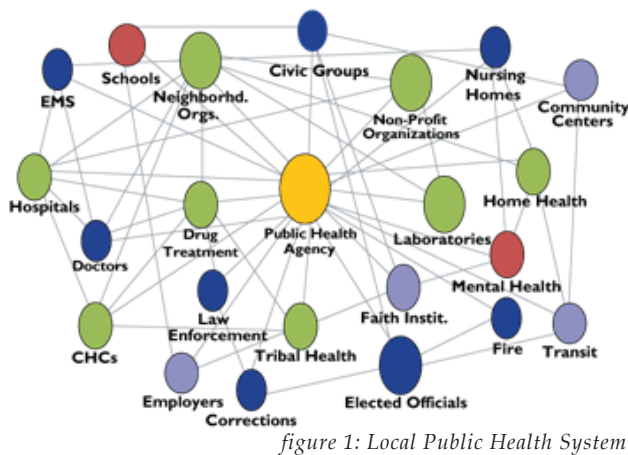 Schools
Civic Groups
EMS
Neighborhd.
Orgs.
Nursing
Homes
Non-Profit
Organizations
Community
Centers
Hospitals
Drug
Treatment
Public Health
Agency
Laboratories
Home Health
Doctors
Law
Enforcement
Faith Instit.
Mental Health
CHCs
Tribal Health
Fire
Transit
Employers
Corrections
Elected Officials
figure 1: Local Public Health System